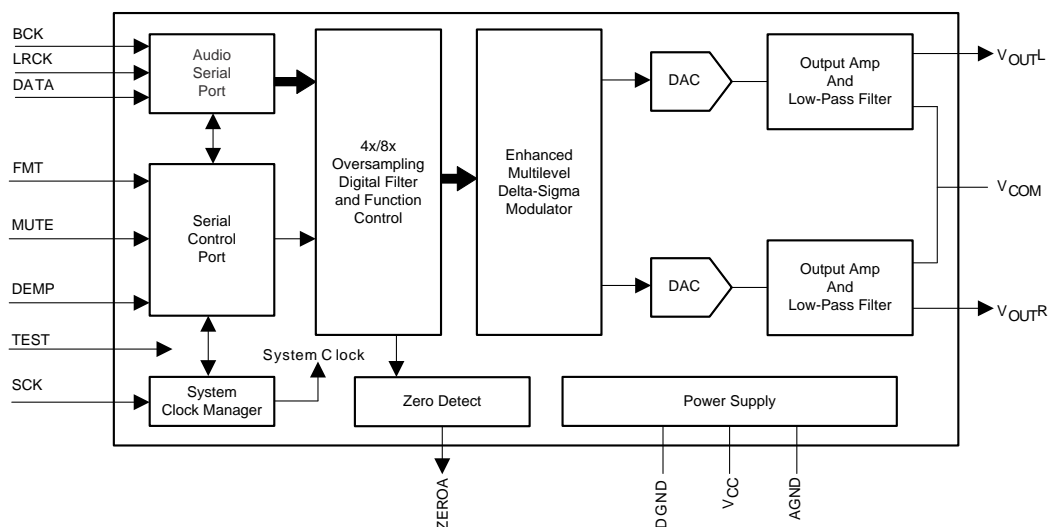 BCK
LRCK
DATA
FMT
MUTE
DEMP
TEST
SCK
Audio
Serial
Port
Serial
Control
Port
System
Clock Manager
System Clock
4x/8x
Oversampling
Digital Filter
and Function
Control
Enhanced
Multilevel
Delta-Sigma
Modulator
DAC
DAC
Output Amp
And
Low-Pass Filter
Output Amp
And
Low-Pass Filter
VOUTL
VCOM
VOUTR
Zero Detect
Power Supply
ZEROA
DGND
VCC
AGND